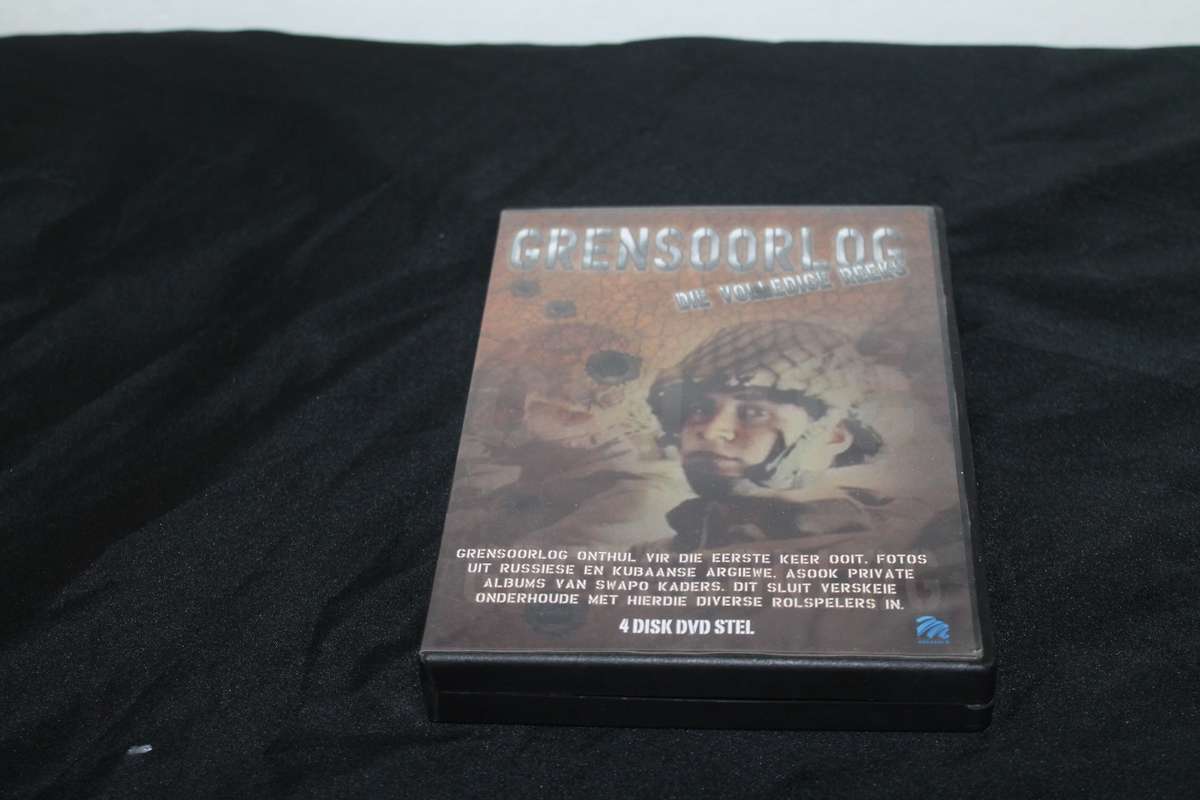 GRENSOORLOG
DIE VOLLEDIGE REEKS
GRENSOORLOG ONTHUL VIR DIE EERSTE KEER OOIT, FOTOS
UIT RUSSIESE EN KUBAANSE ARGIEWE, ASOOK PRIVATE
ALBUMS VAN SWAPO KADERS. DIT SLUIT VERSKEIE
ONDERHOUDE MET HIERDIE DIVERSE ROLSPELERS IN.
4 DISK DVD STEL